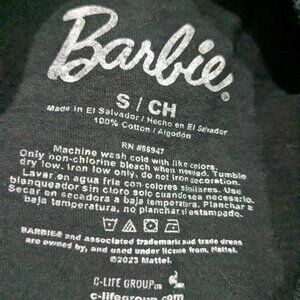 Barbie®
S / CH
Made in El Salvador / Hecho en El Salvador
100% Cotton / Algodón
RN #86947
Machine wash cold with like colors.
Only non-chlorine bleach when needed. Tumble
dry low. Iron low only, do not iron decoration.
Lavar en agua fria con colores similares. Use
blanqueador sin cloro solo cuando sea necesario.
Secar en secadora a baja temperatura. Planchar a
baja temperatura, no planchar el estampado.
BARBIE® and associated trademarks and trade dress
are owned by, and used under license from, Mattel.
©2023 Mattel.
C-LIFE GROUP
c-lifegroup.com